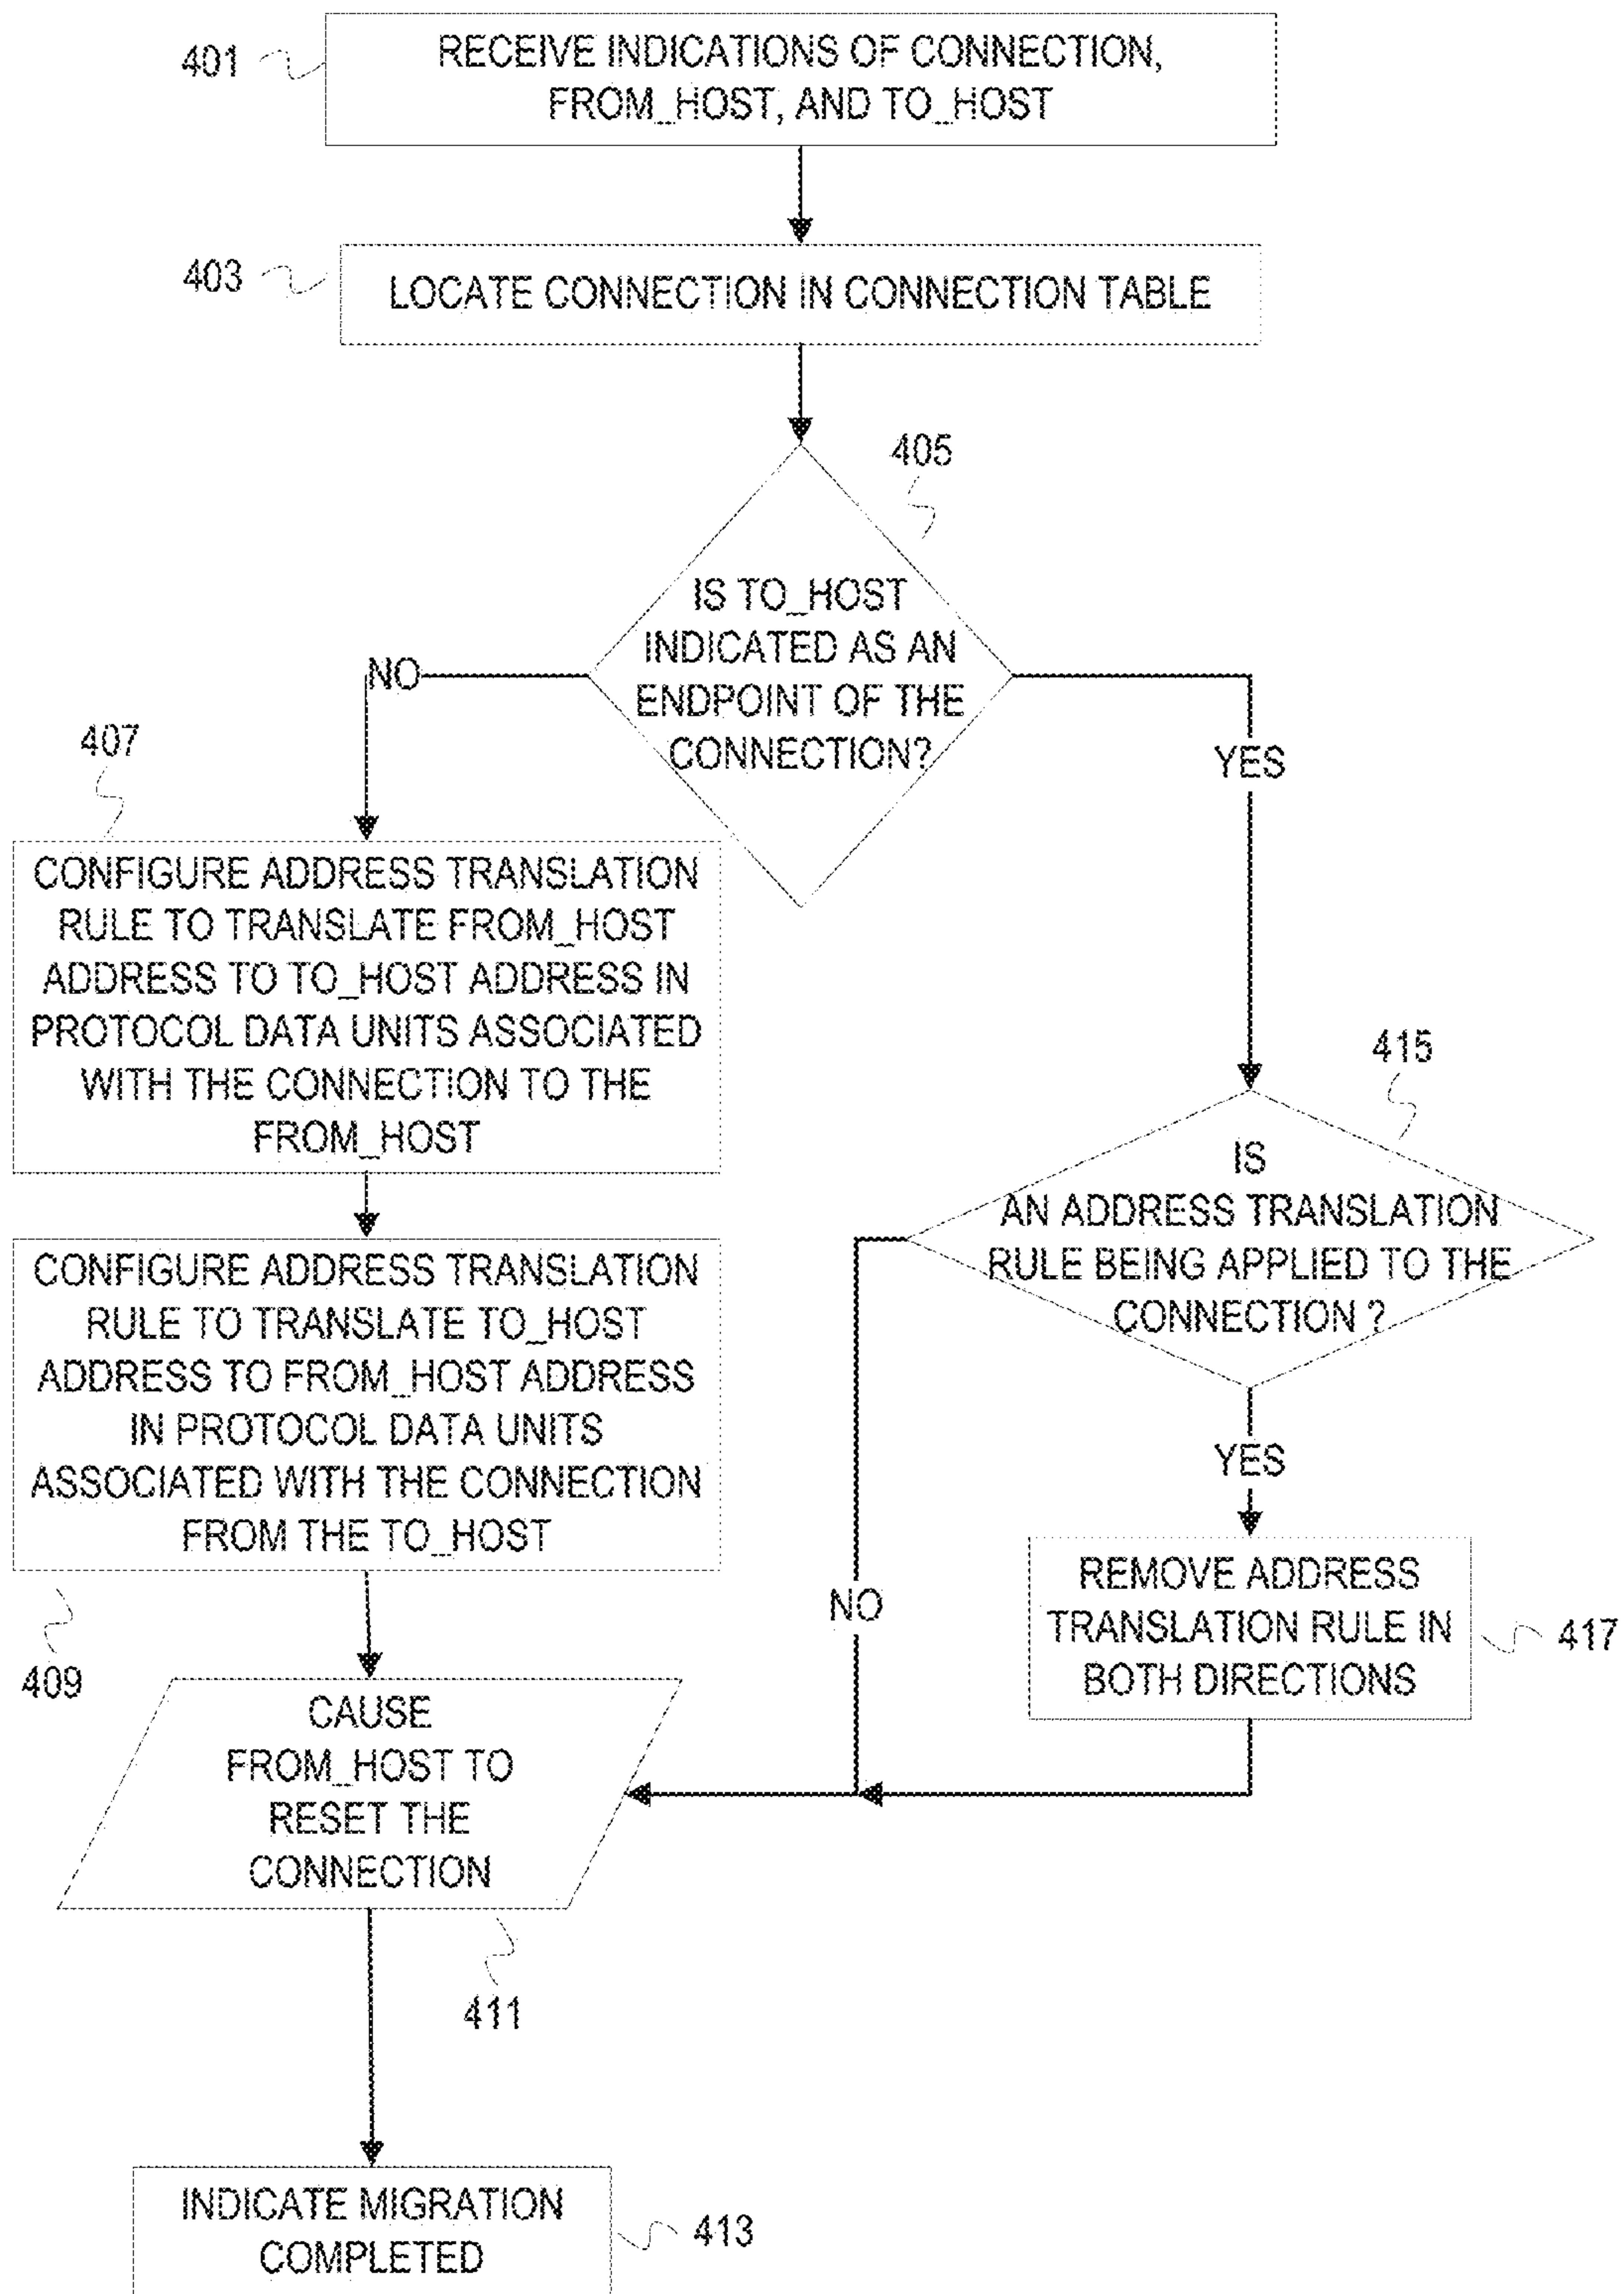 401
RECEIVE INDICATIONS OF CONNECTION,
FROM_HOST, AND TO_HOST
403
LOCATE CONNECTION IN CONNECTION TABLE
405
IS TO_HOST
INDICATED AS AN
ENDPOINT OF THE
CONNECTION?
NO
YES
407
CONFIGURE ADDRESS TRANSLATION
RULE TO TRANSLATE FROM_HOST
ADDRESS TO TO_HOST ADDRESS IN
PROTOCOL DATA UNITS ASSOCIATED
WITH THE CONNECTION TO THE
FROM_HOST
415
IS
AN ADDRESS TRANSLATION
RULE BEING APPLIED TO THE
CONNECTION ?
CONFIGURE ADDRESS TRANSLATION
RULE TO TRANSLATE TO_HOST
ADDRESS TO FROM_HOST ADDRESS
IN PROTOCOL DATA UNITS
ASSOCIATED WITH THE CONNECTION
FROM THE TO_HOST
409
YES
NO
REMOVE ADDRESS
TRANSLATION RULE IN
BOTH DIRECTIONS
417
CAUSE
FROM_HOST TO
RESET THE
CONNECTION
411
INDICATE MIGRATION
COMPLETED
413